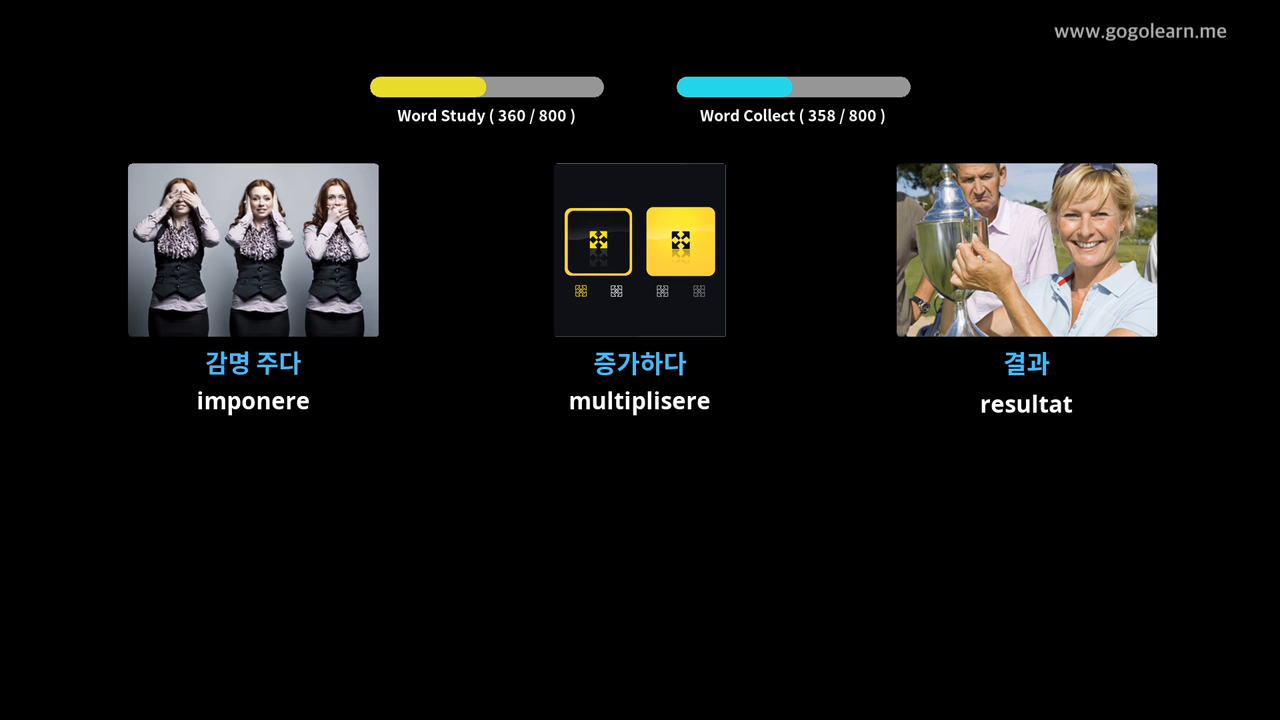 www.gogolearn.me
Word Study ( 360 / 800 )
Word Collect ( 358 / 800 )
감명 주다
imponere
증가하다
multiplisere
결과
resultat